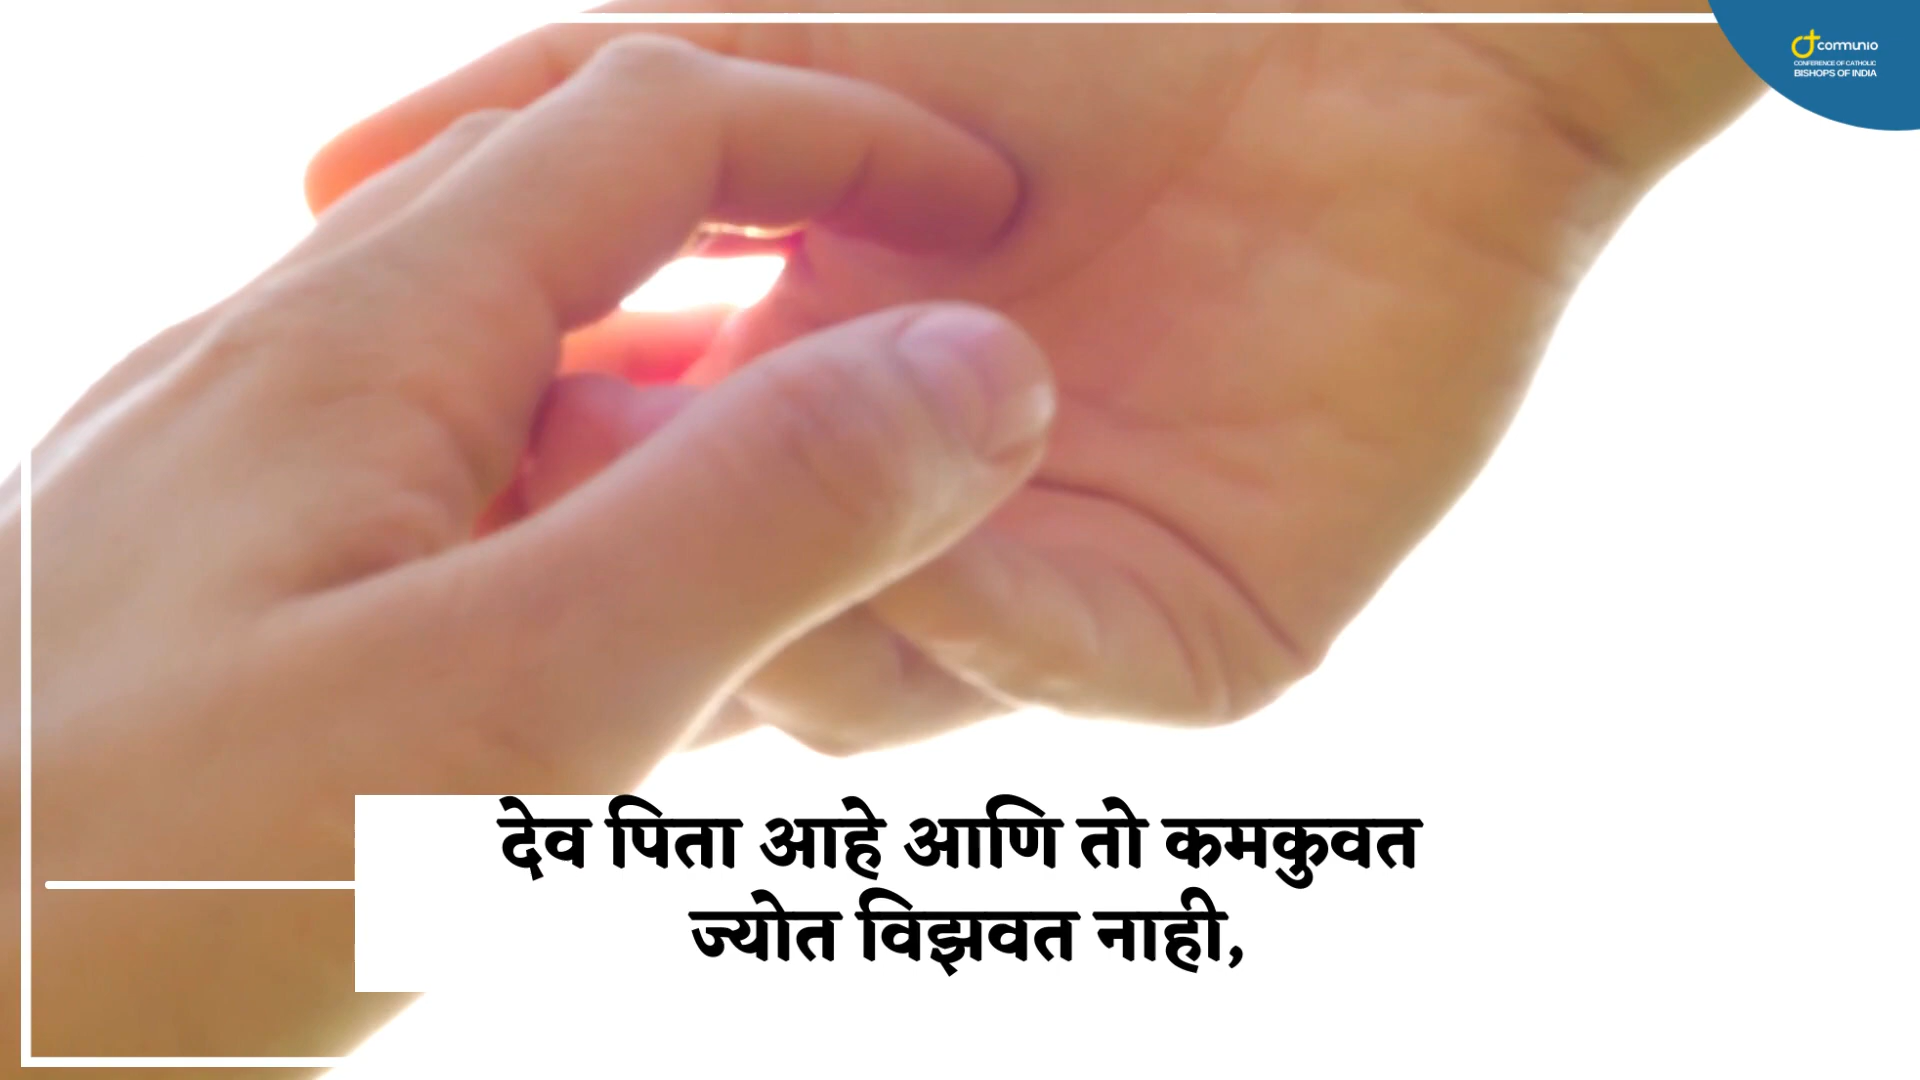 communio
CONFERENCE OF CATHOLIC
BISHOPS OF INDIA
देव पिता आहे आणि तो कमकुवत
ज्योत विझवत नाही,